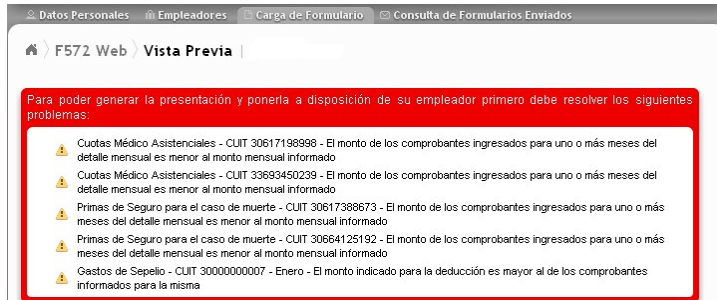 Datos Personales Empleadores Carga de Formulario Consulta de Formularios Enviados
F572 Web Vista Previa
Para poder generar la presentación y ponerla a disposición de su empleador primero debe resolver los siguientes
problemas:
Cuotas Médico Asistenciales - CUIT 30617198998 - El monto de los comprobantes ingresados para uno o más meses del
detalle mensual es menor al monto mensual informado
Cuotas Médico Asistenciales - CUIT 33693450239 - El monto de los comprobantes ingresados para uno o más meses del
detalle mensual es menor al monto mensual informado
Primas de Seguro para el caso de muerte - CUIT 30617388673 - El monto de los comprobantes ingresados para uno o más
meses del detalle mensual es menor al monto mensual informado
Primas de Seguro para el caso de muerte - CUIT 30664125192 - El monto de los comprobantes ingresados para uno o más
meses del detalle mensual es menor al monto mensual informado
Gastos de Sepelio - CUIT 30000000007 - Enero - El monto indicado para la deducción es mayor al de los comprobantes
informados para la misma